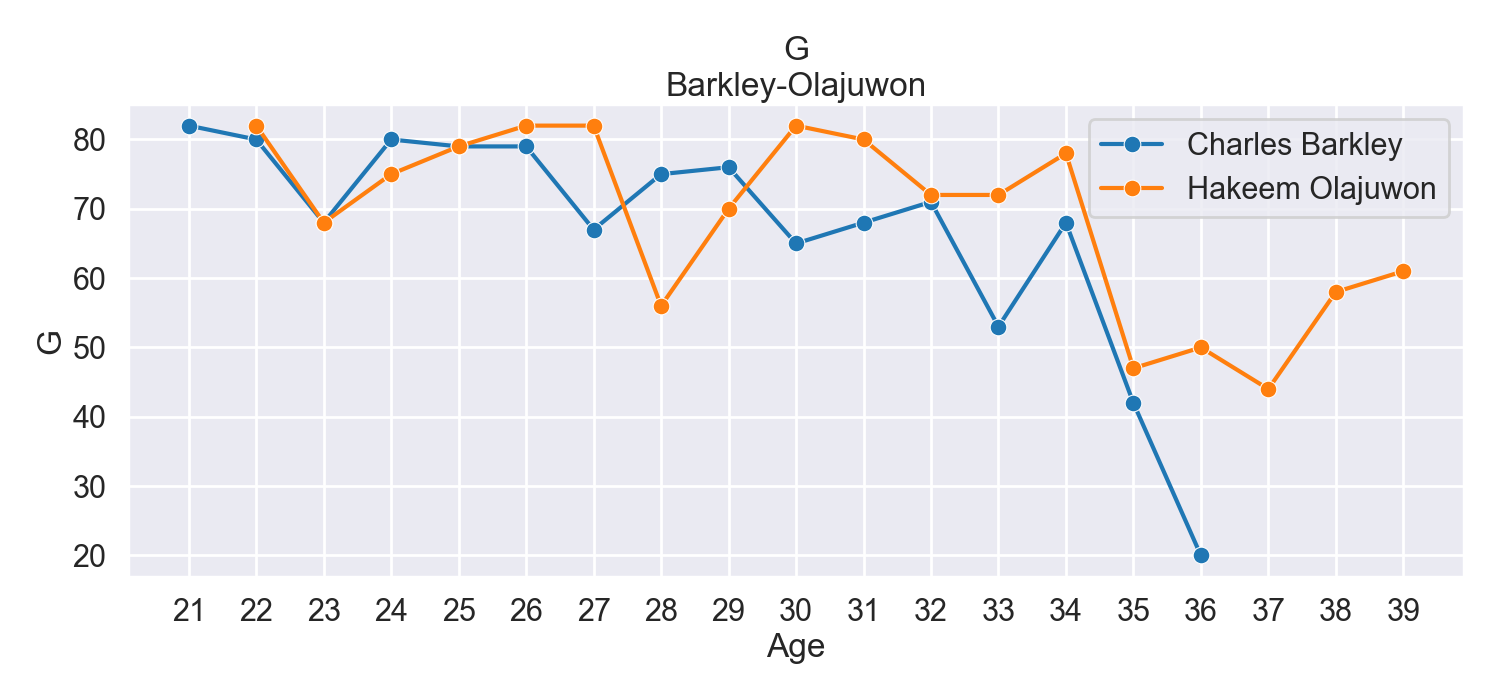 G
Barkley-Olajuwon
Charles Barkley
Hakeem Olajuwon
G
80
70
60
50
40
30
20
21 22 23 24 25 26 27 28 29 30 31 32 33 34 35 36 37 38 39
Age